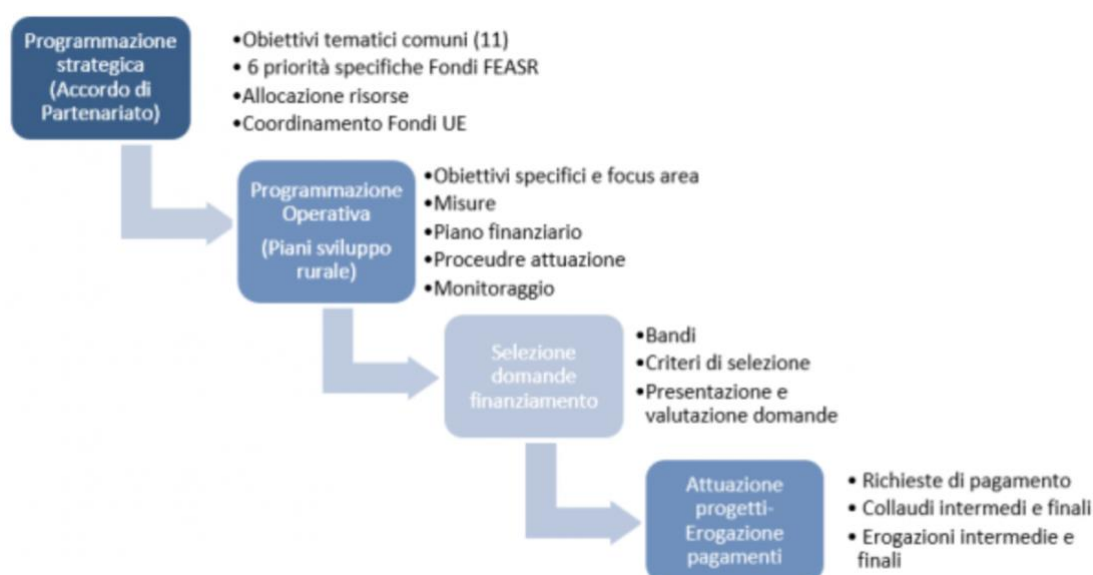 Programmazione
strategica
(Accordo di
Partenariato)
•Obiettivi tematici comuni (11)
• 6 priorità specifiche Fondi FEASR
•Allocazione risorse
•Coordinamento Fondi UE
Programmazione
Operativa
(Piani sviluppo
rurale)
•Obiettivi specifici e focus area
•Misure
•Piano finanziario
•Proceudre attuazione
•Monitoraggio
Selezione
domande
finanziamento
•Bandi
•Criteri di selezione
•Presentazione e
valutazione domande
Attuazione
progetti-
Erogazione
pagamenti
• Richieste di pagamento
• Collaudi intermedi e finali
• Erogazioni intermedie e
finali